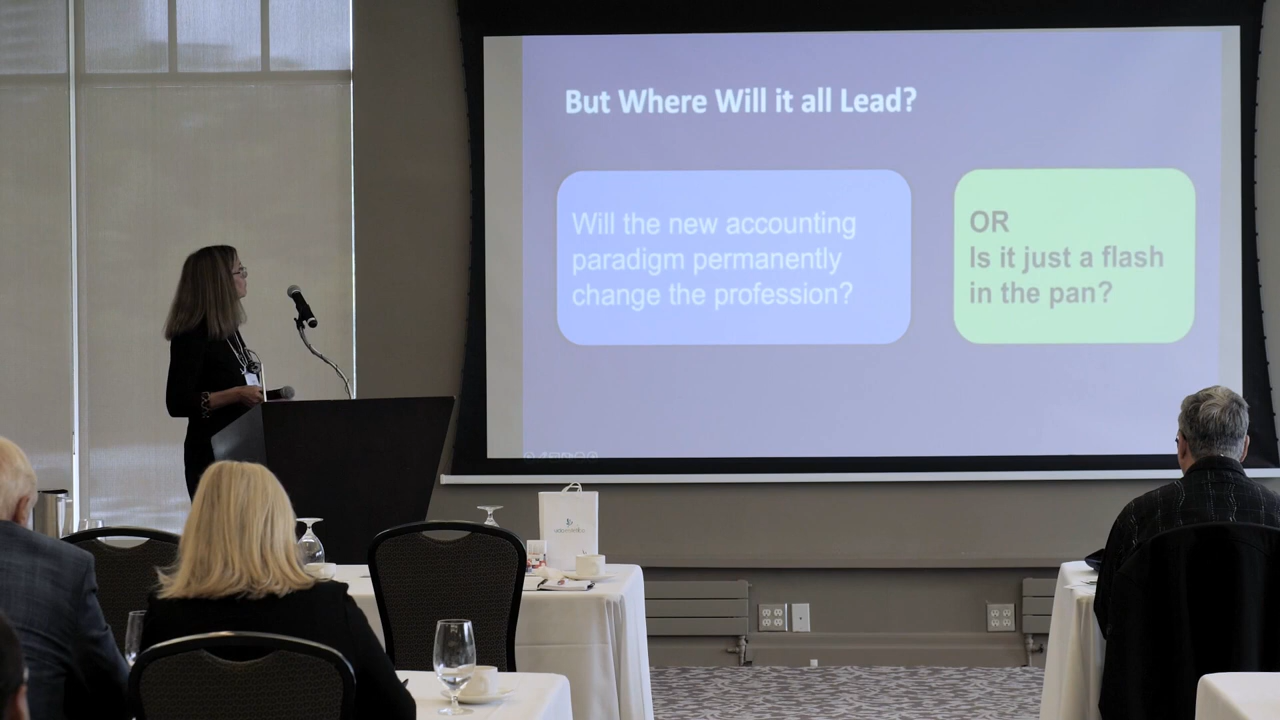 But Where Will it all Lead?
Will the new accounting
paradigm permanently
change the profession?
OR
Is it just a flash
in the pan?